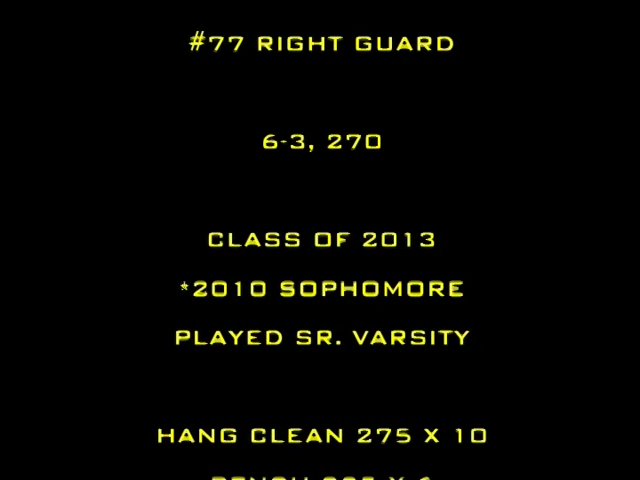 #77 RIGHT GUARD
6-3, 270
CLASS OF 2013
*2010 SOPHOMORE
PLAYED SR. VARSITY
HANG CLEAN 275 X 10